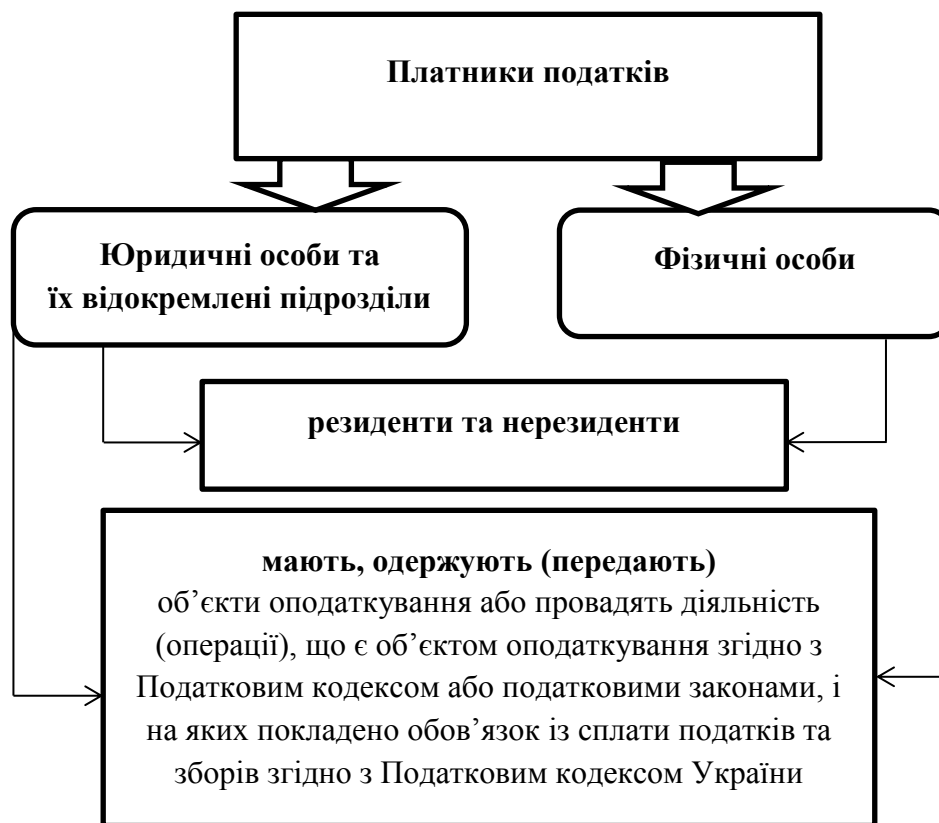 Платники податків
Юридичні особи та
їх відокремлені підрозділи
Фізичні особи
резиденти та нерезиденти
мають, одержують (передають)
об’єкти оподаткування або провадять діяльність
(операції), що є об’єктом оподаткування згідно з
Податковим кодексом або податковими законами, і
на яких покладено обов’язок із сплати податків та
зборів згідно з Податковим кодексом України